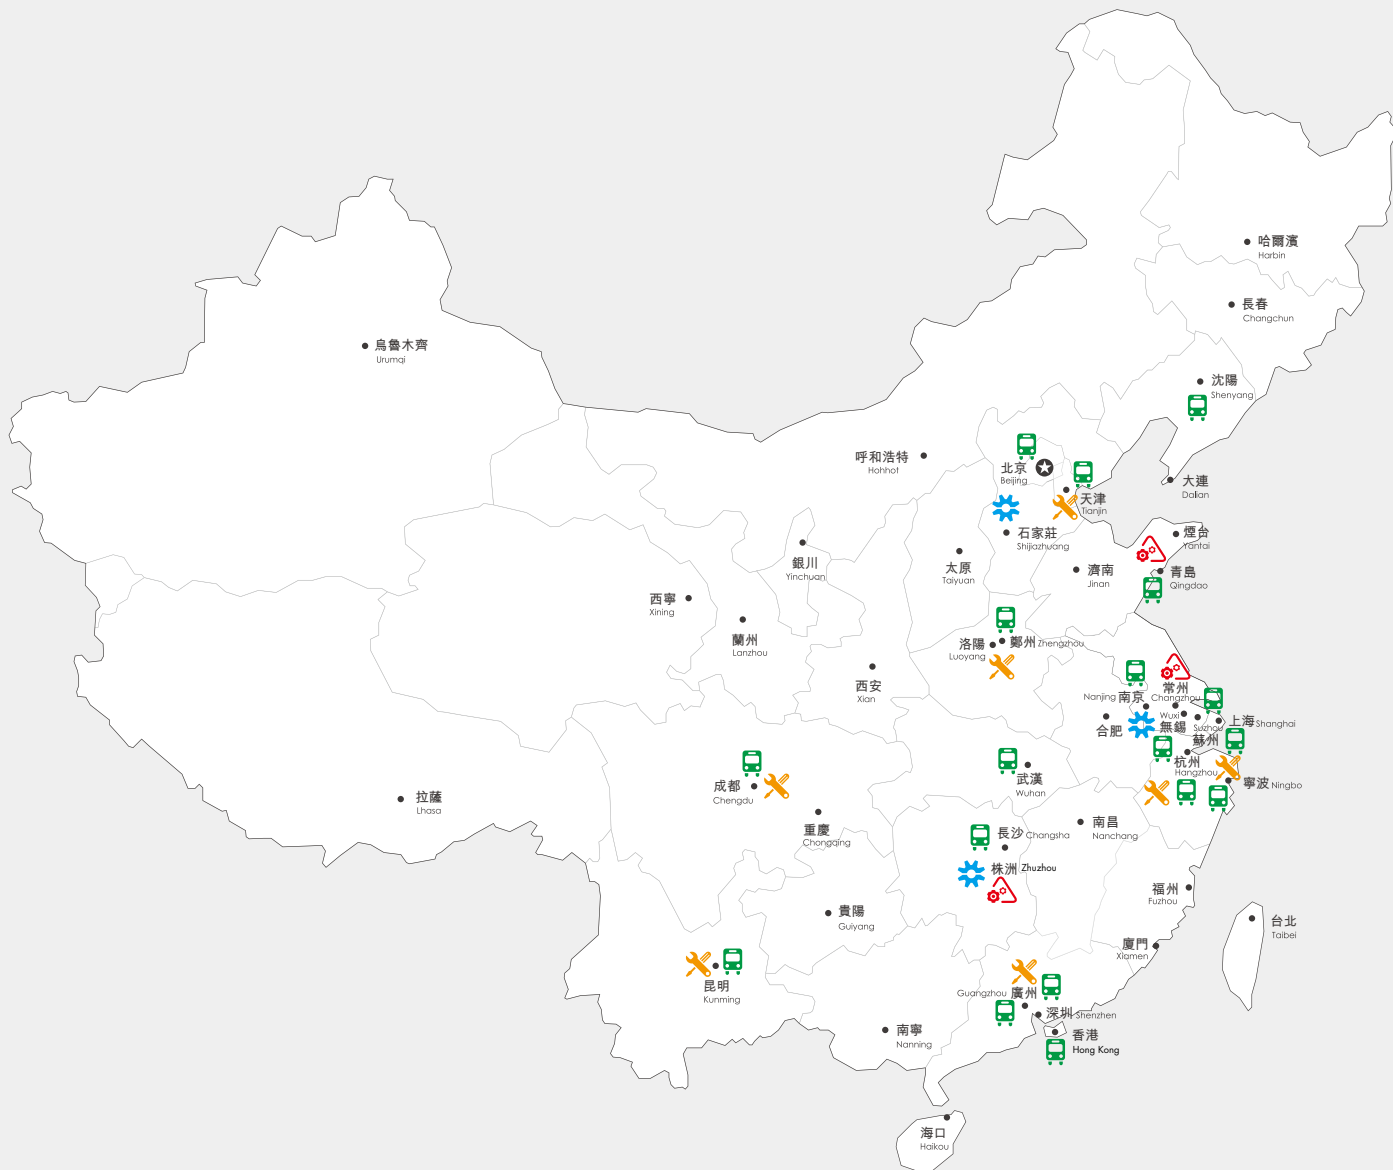 哈爾濱
Harbin
長春
Changchun
烏魯木齊
Urumqi
沈陽
Shenyang
呼和浩特
Hohhot
北京
Beijing
大連
Dalian
天津
Tianjin
石家莊
Shijiazhuang
煙台
Yantai
銀川
Yinchuan
太原
Taiyuan
濟南
Jinan
青島
Qingdao
西寧
Xining
蘭州
Lanzhou
洛陽
Luoyang
鄭州 Zhengzhou
西安
Xian
Nanjing 南京
常州
Changzhou
合肥
Wuxi
無錫
Suzhou
蘇州
上海 Shanghai
杭州
Hangzhou
寧波 Ningbo
成都
Chengdu
武漢
Wuhan
拉薩
Lhasa
重慶
Chongqing
南昌
Nanchang
長沙 Changsha
株洲 Zhuzhou
福州
Fuzhou
貴陽
Guiyang
台北
Taibei
廈門
Xiamen
昆明
Kunming
Guangzhou 廣州
深圳 Shenzhen
南寧
Nanning
香港
Hong Kong
海口
Haikou